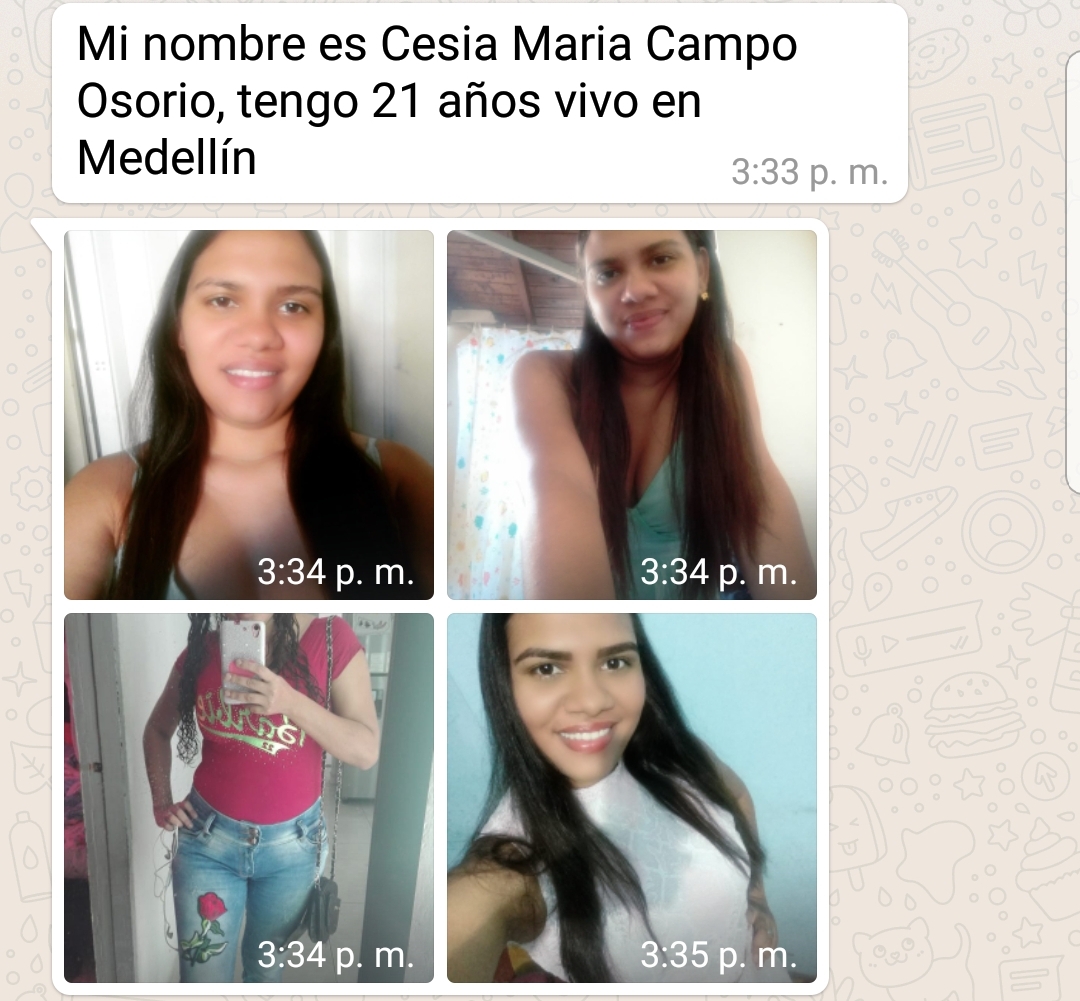 Mi nombre es Cesia Maria Campo
Osorio, tengo 21 años vivo en
Medellín
3:33 p. m.
3:34 p. m.
3:34 p. m.
Barbie
3:34 p. m.
3:35 p. m.